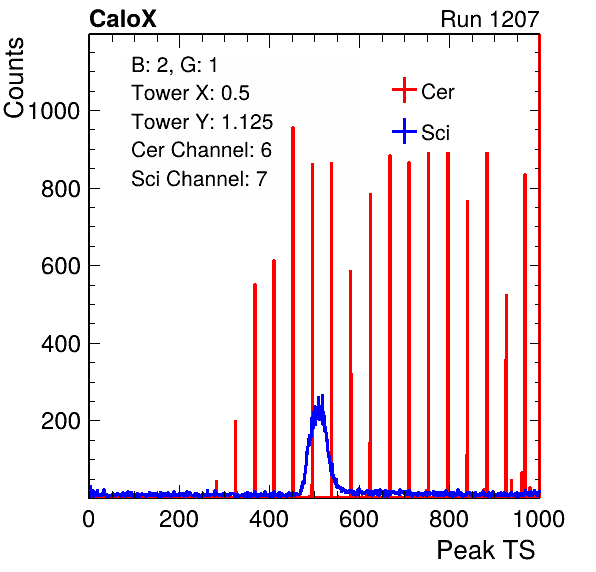 CaloX Run 1207
Counts
B: 2, G: 1
Tower X: 0.5
Tower Y: 1.125
Cer Channel: 6
Sci Channel: 7
Cer
Sci
1000
800
600
400
200
0 200 400 600 800 1000
Peak TS